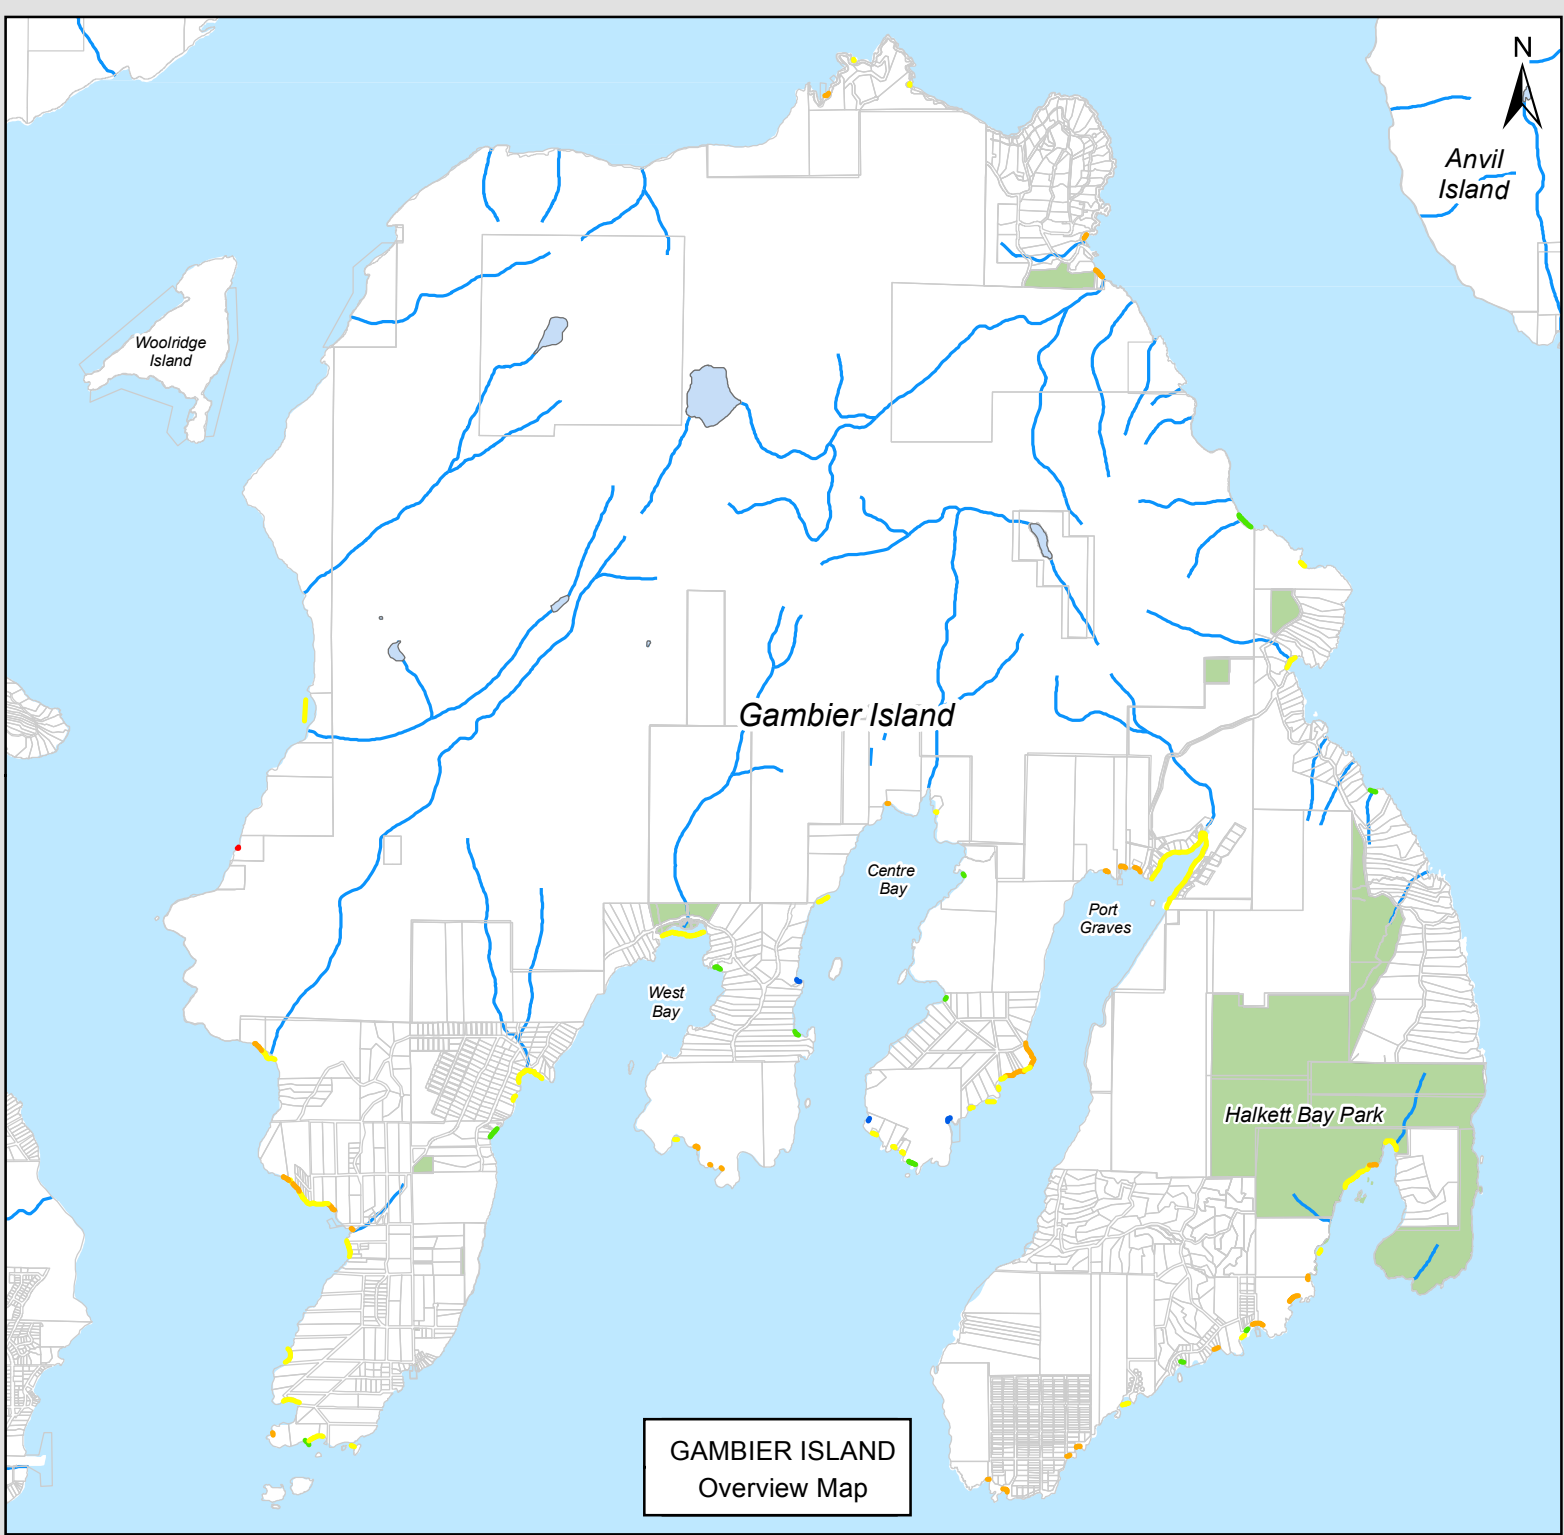 N
Anvil
Island
Woolridge
Island
Gambier Island
Centre
Bay
Port
Graves
West
Bay
Halkett Bay Park
GAMBIER ISLAND
Overview Map